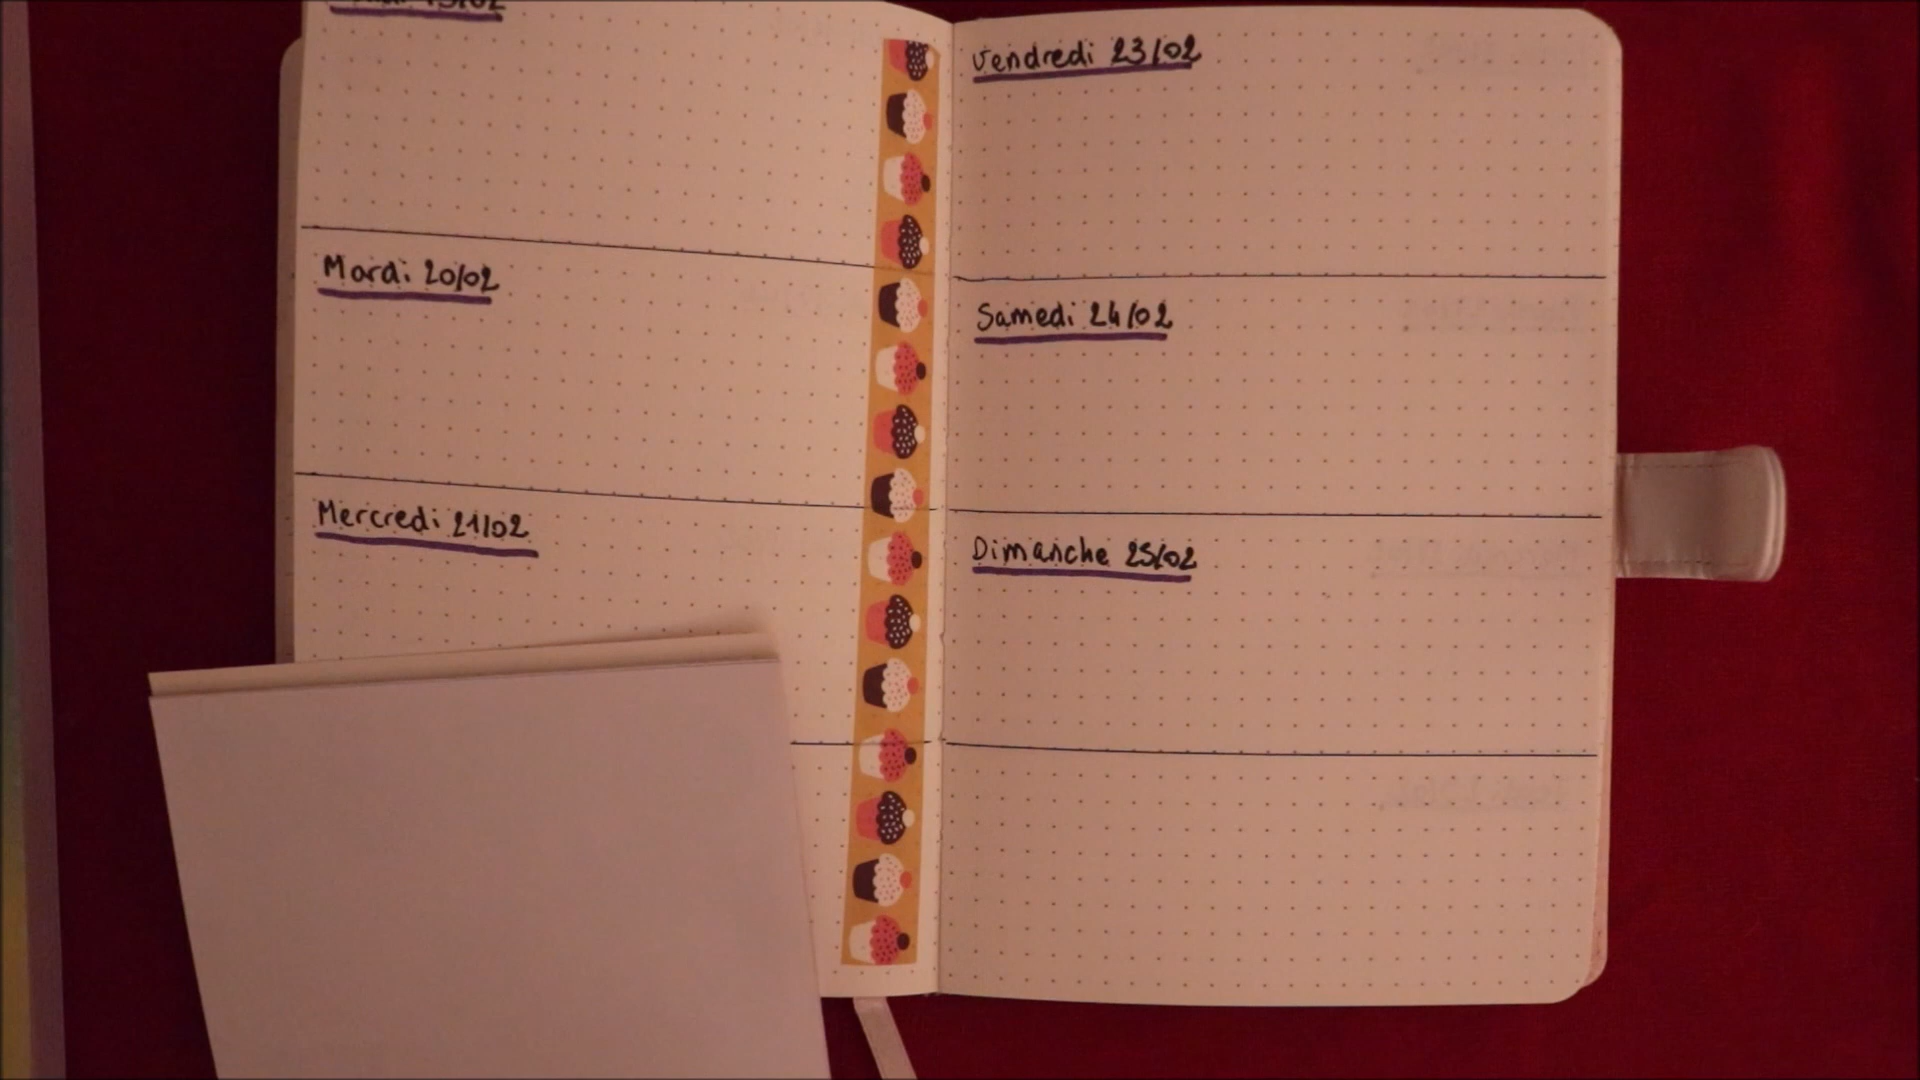 Mardi 20/02
Mercredi 21/02
Vendredi 23/02
Samedi 24/02
Dimanche 25/02